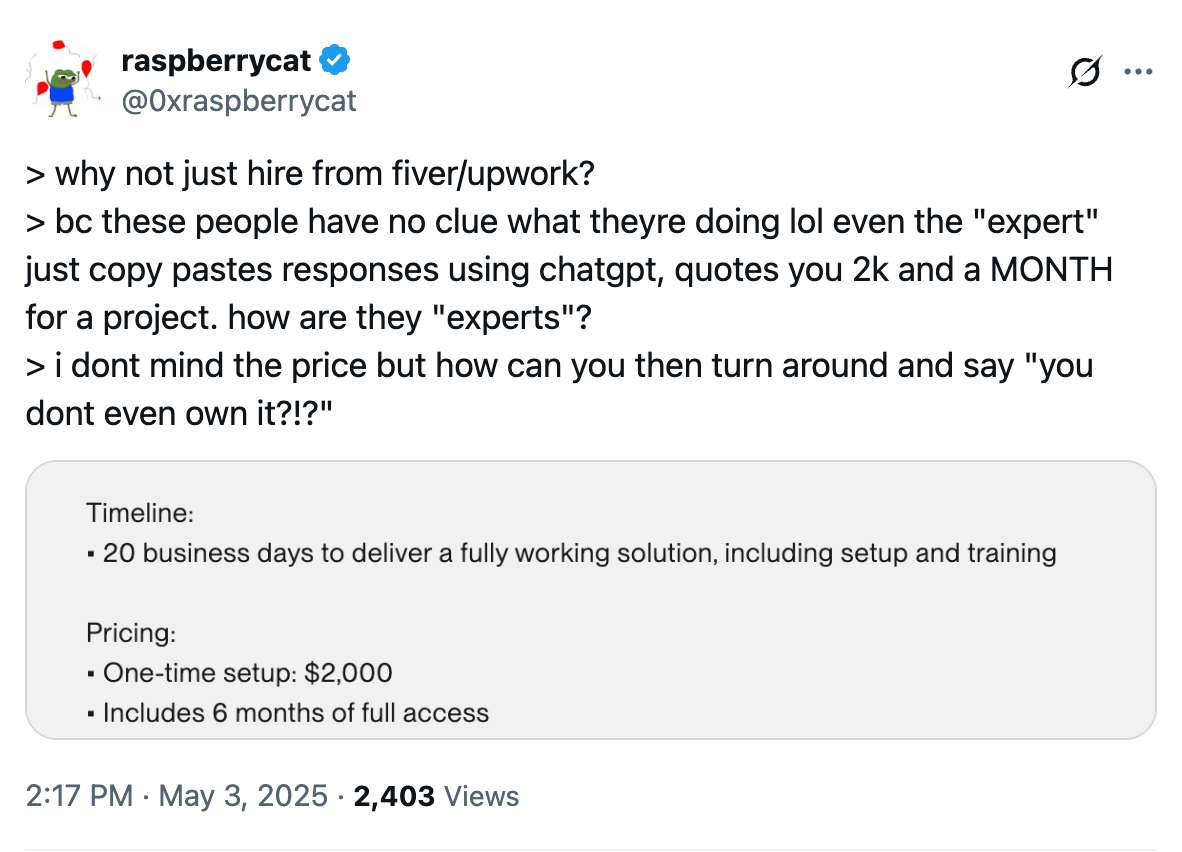 raspberrycat
@0xraspberrycat
> why not just hire from fiver/upwork?
> bc these people have no clue what theyre doing lol even the "expert"
just copy pastes responses using chatgpt, quotes you 2k and a MONTH
for a project. how are they "experts"?
> i dont mind the price but how can you then turn around and say "you
dont even own it?!?"
Timeline:
▪ 20 business days to deliver a fully working solution, including setup and training
Pricing:
▪ One-time setup: $2,000
▪ Includes 6 months of full access
2:17 PM · May 3, 2025 · 2,403 Views